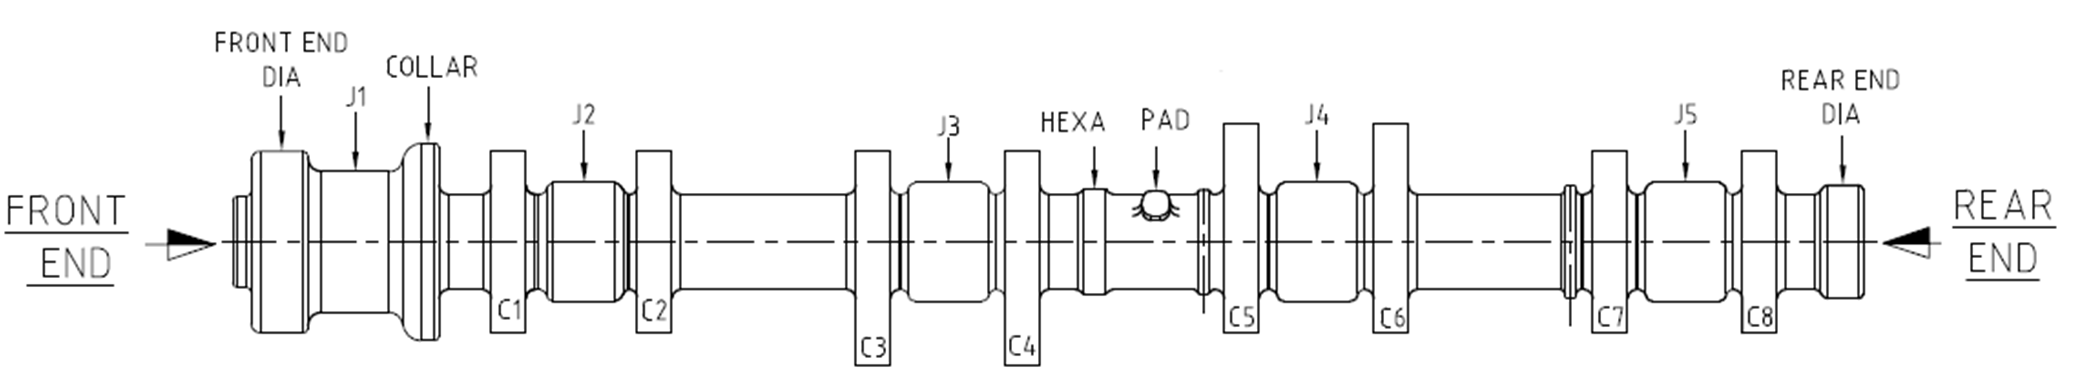 FRONT END
DIA
J1
COLLAR
J2
J3
HEXA
PAD
J4
J5
REAR END
DIA
FRONT
END
REAR
END
C1
C2
C3
C4
C5
C6
C7
C8